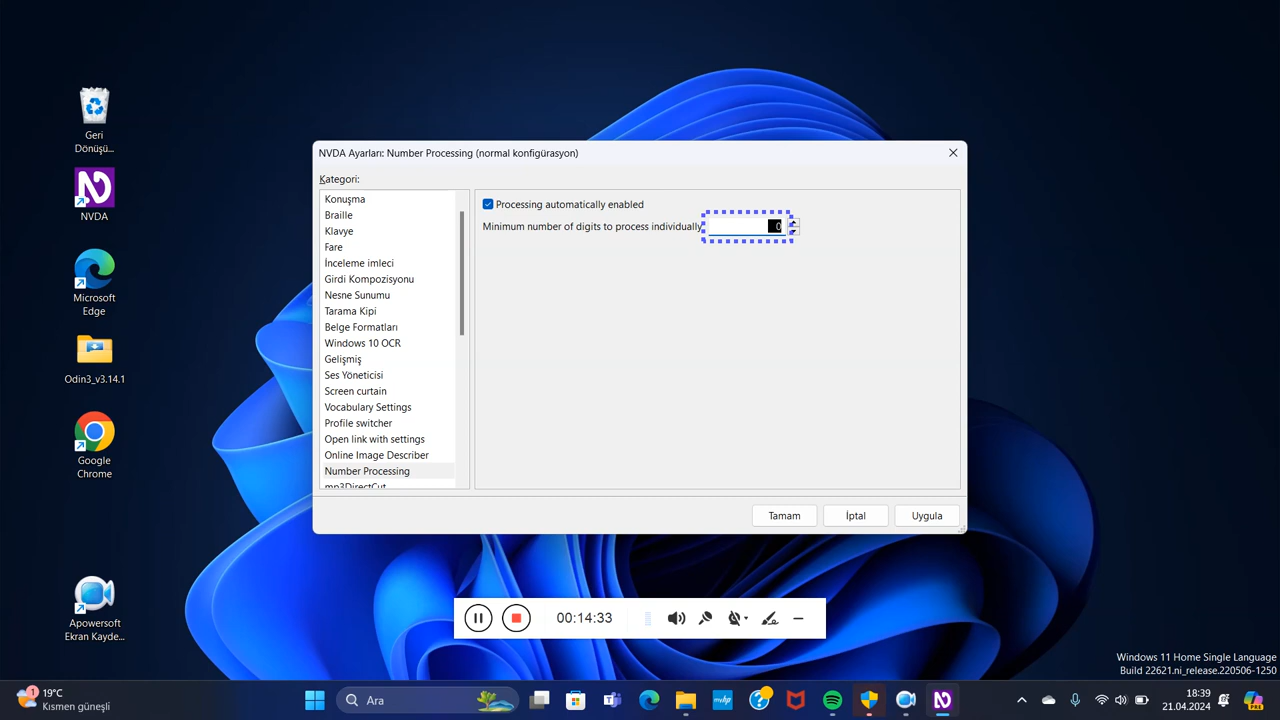 Geri
Dönüşü...
NVDA
Microsoft
Edge
Odin3_v3.14.1
Google
Chrome
Apowersoft
Ekran Kayde...
NVDA Ayarları: Number Processing (normal konfigürasyon)
Kategori:
Konuşma
Braille
Klavye
Fare
İnceleme imleci
Girdi Kompozisyonu
Nesne Sunumu
Tarama Kipi
Belge Formatları
Windows 10 OCR
Gelişmiş
Ses Yöneticisi
Screen curtain
Vocabulary Settings
Profile switcher
Open link with settings
Online Image Describer
Number Processing
mp3DirectCut
Processing automatically enabled
Minimum number of digits to process individually
0
Tamam
İptal
Uygula
00:14:33
Windows 11 Home Single Language
Build 22621.ni_release.220506-1250
1
19°C
Kısmen güneşli
Ara
myhp
?
18:39
21.04.2024
PRE